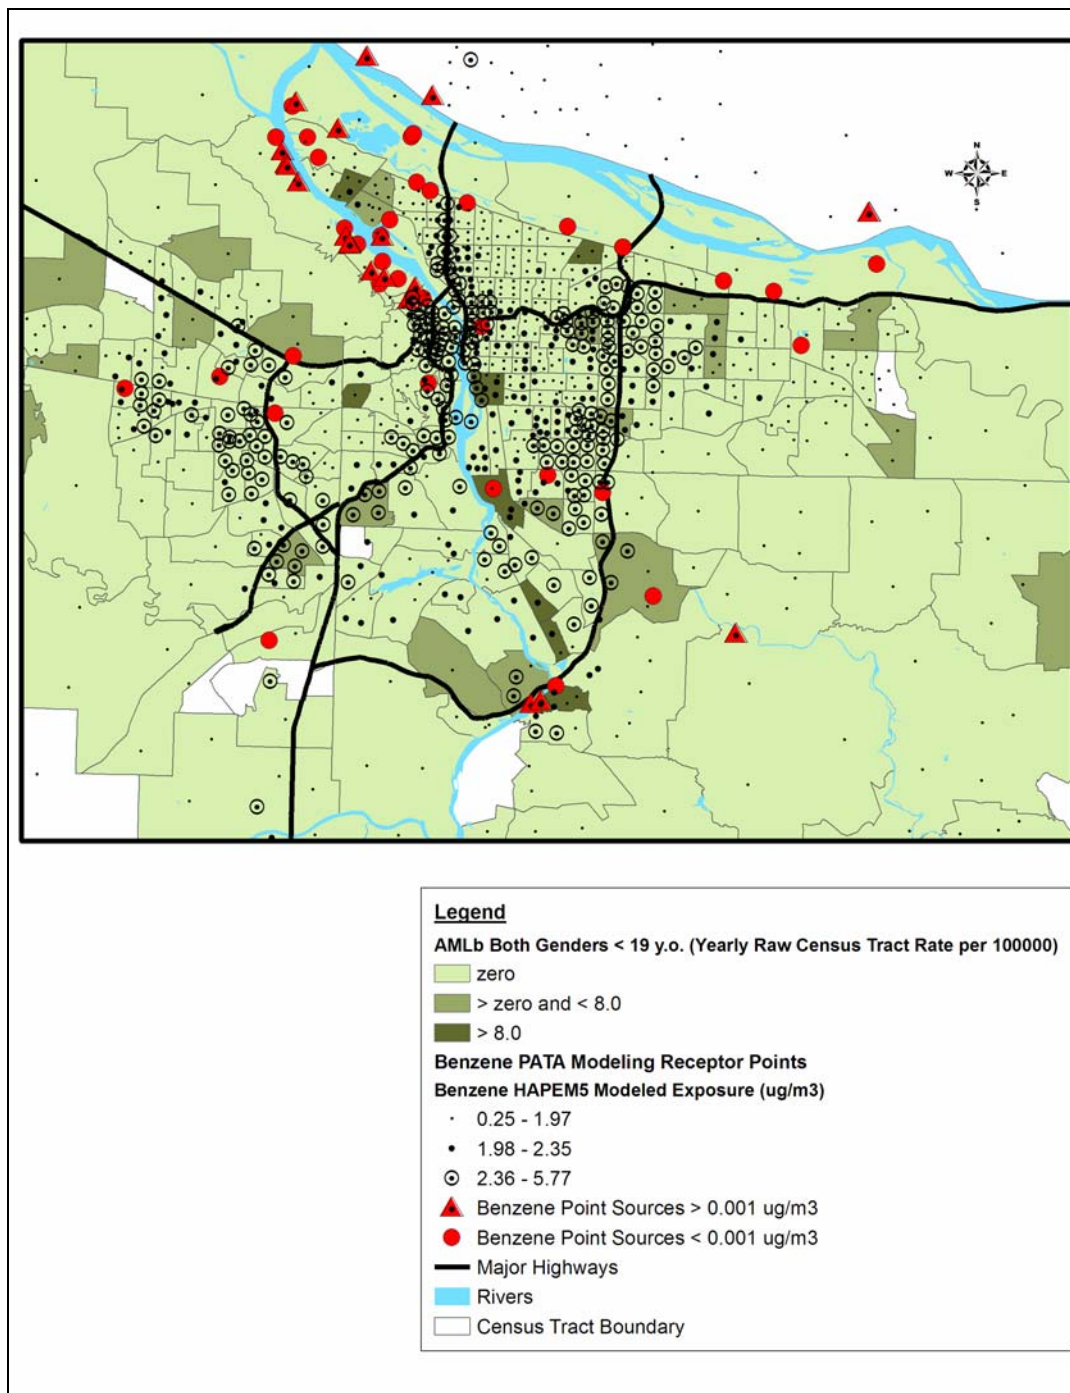 N
W E
S
Legend
AMLb Both Genders < 19 y.o. (Yearly Raw Census Tract Rate per 100000)
zero
> zero and < 8.0
> 8.0
Benzene PATA Modeling Receptor Points
Benzene HAPEM5 Modeled Exposure (ug/m3)
0.25 - 1.97
1.98 - 2.35
2.36 - 5.77
Benzene Point Sources > 0.001 ug/m3
Benzene Point Sources < 0.001 ug/m3
Major Highways
Rivers
Census Tract Boundary